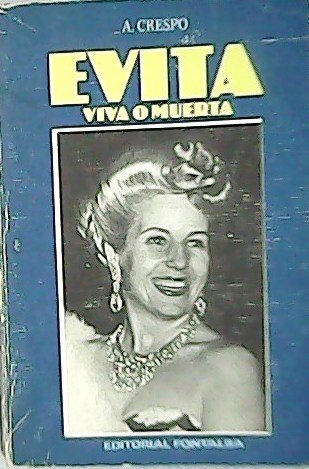 A. CRESPO
EVITA
VIVA O MUERTA
EDITORIAL FONTALBA